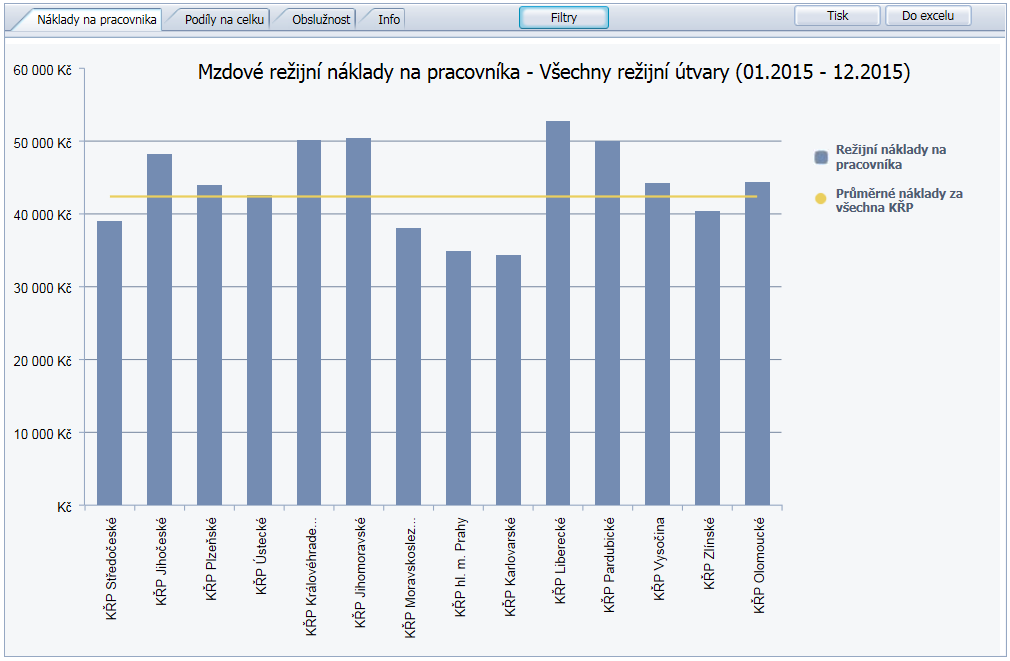 Náklady na pracovnika
Podíly na celku
Obslužnost
Info
Filtry
Tisk
Do excelu
Mzdové režijní náklady na pracovníka - Všechny režijní útvary (01.2015 - 12.2015)
60 000 Kč
50 000 Kč
40 000 Kč
30 000 Kč
20 000 Kč
10 000 Kč
Kč
Režijní náklady na
pracovníka
Průměrné náklady za
všechna KŘP
KŘP Středočeské
KŘP Jihočeské
KŘP Plzeňské
KŘP Ústecké
KŘP Královéhrade...
KŘP Jihomoravské
KŘP Moravskoslez...
KŘP hl. m. Prahy
KŘP Karlovarské
KŘP Liberecké
KŘP Pardubické
KŘP Vysočina
KŘP Zlínské
KŘP Olomoucké